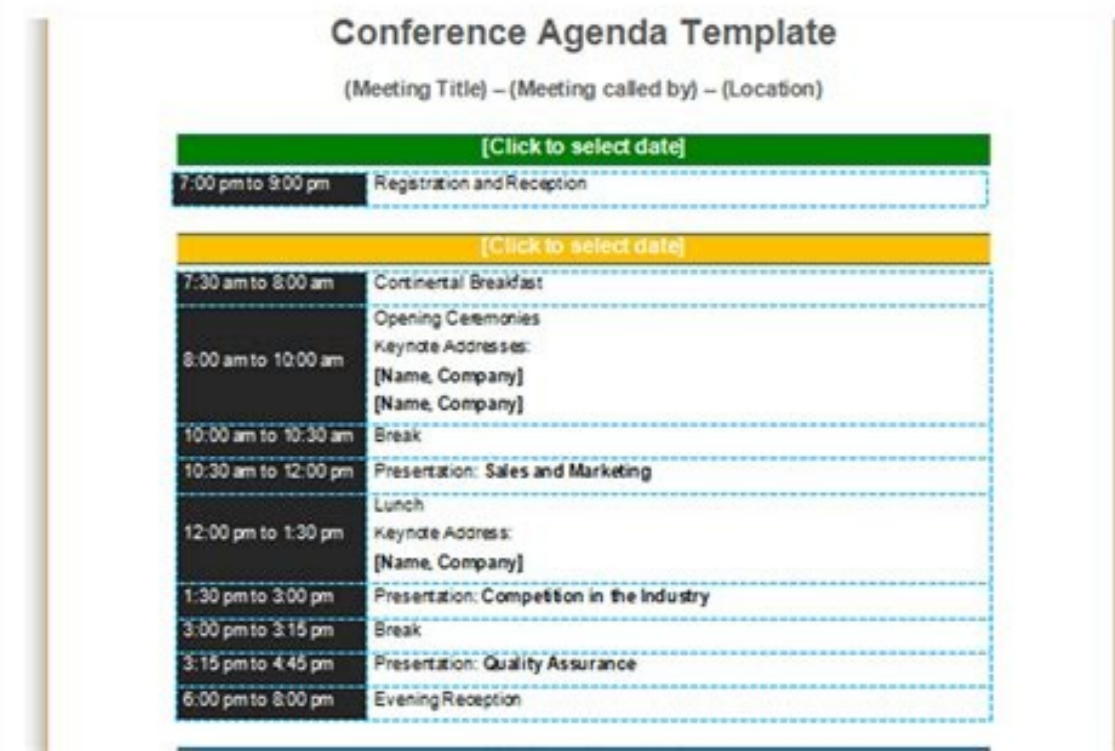 Conference Agenda Template
(Meeting Title) – (Meeting called by) – (Location)
[Click to select date]
7:00 pm to 9:00 pm Registration and Reception
[Click to select date]
7:30 am to 8:00 am Continental Breakfast
Opening Ceremonies
Keynote Addresses:
8:00 am to 10:00 am
[Name, Company]
[Name, Company]
10:00 am to 10:30 am Break
10:30 am to 12:00 pm Presentation: Sales and Marketing
Lunch
12:00 pm to 1:30 pm Keynote Address:
[Name, Company]
1:30 pm to 3:00 pm Presentation: Competition in the Industry
3:00 pm to 3:15 pm Break
3:15 pm to 4:45 pm Presentation: Quality Assurance
6:00 pm to 8:00 pm Evening Reception